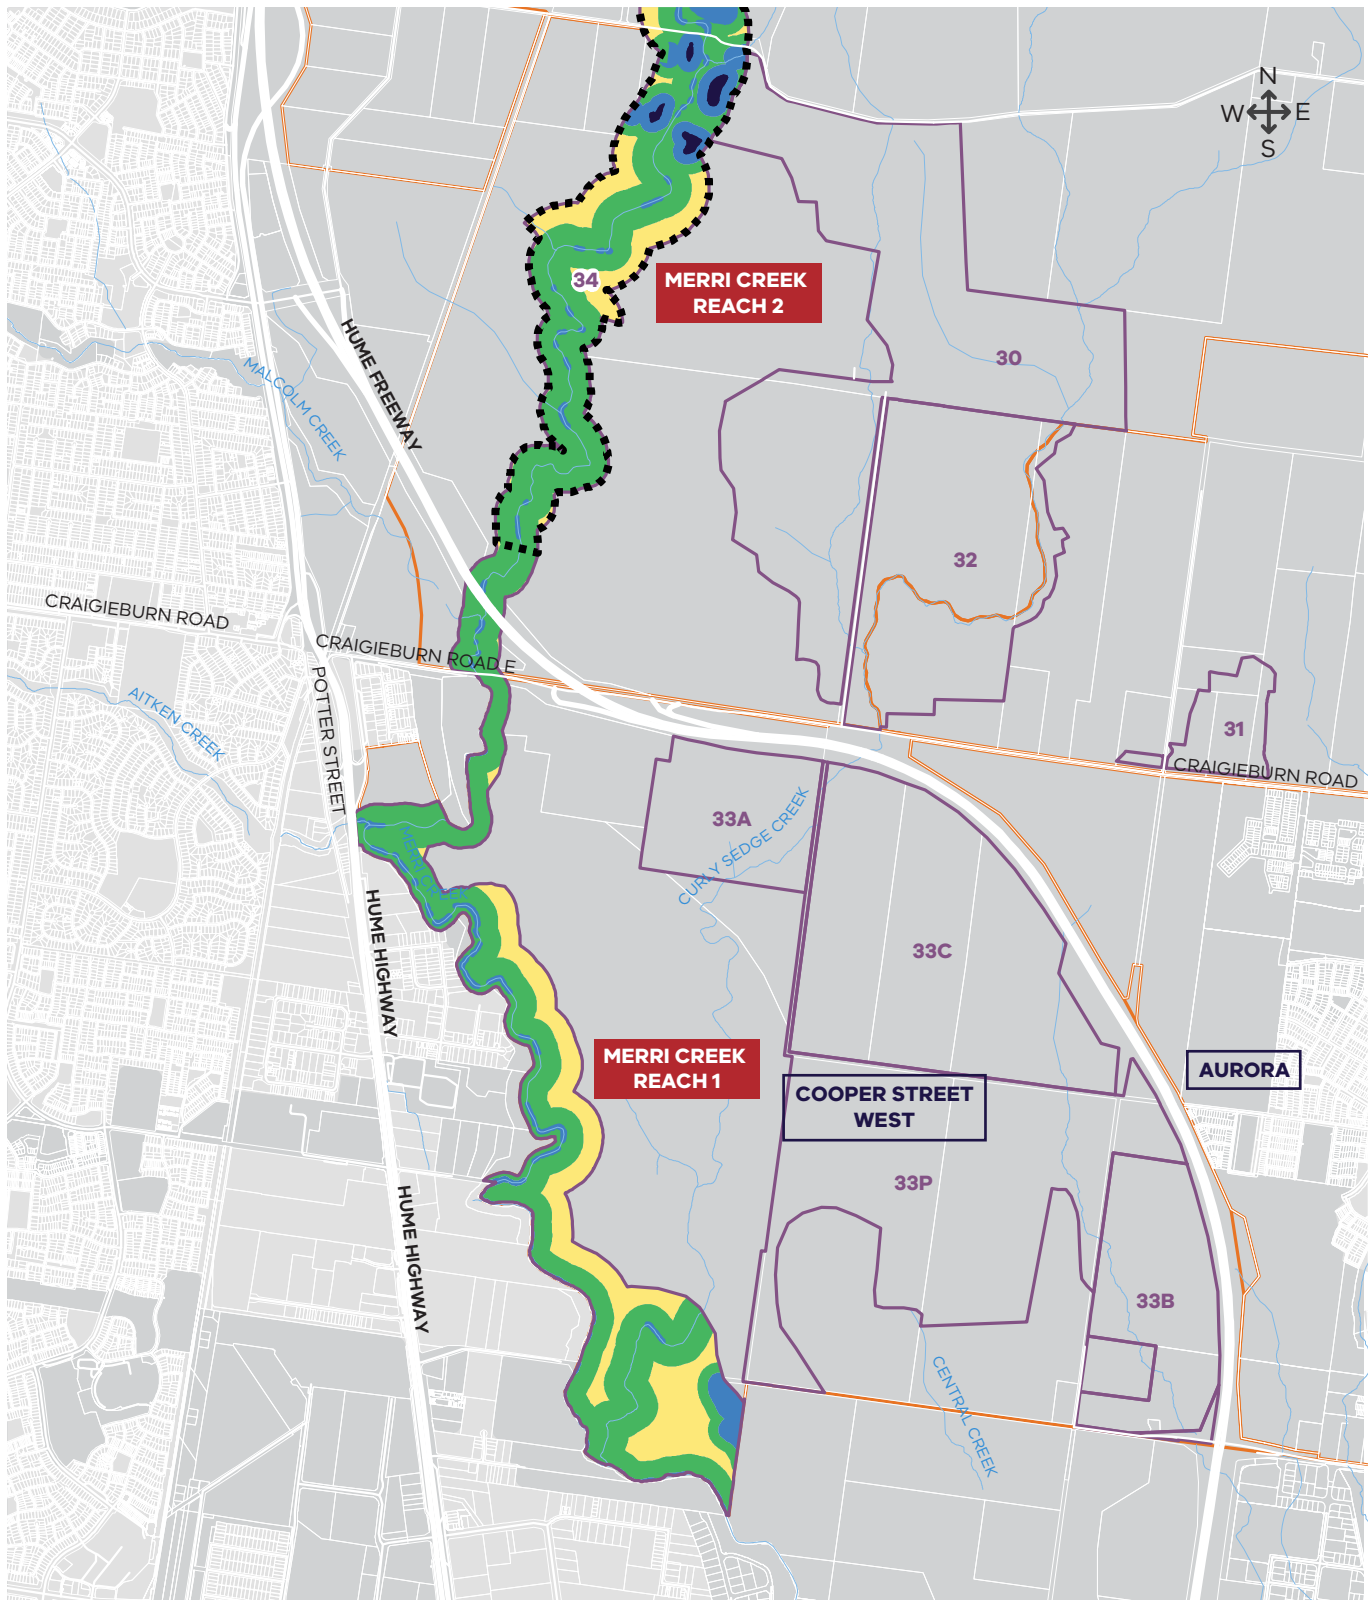 N
W E
S
34
MERRI CREEK
REACH 2
HUME FREEWAY
MALCOLM CREEK
30
32
CRAIGIEBURN ROAD
CRAIGIEBURN ROAD E
POTTER STREET
AITKEN CREEK
31
CRAIGIEBURN ROAD
33A
CURLY SEDGE CREEK
MERRI CREEK
HUME HIGHWAY
33C
MERRI CREEK
REACH 1
AURORA
COOPER STREET
WEST
33P
HUME HIGHWAY
33B
CENTRAL CREEK